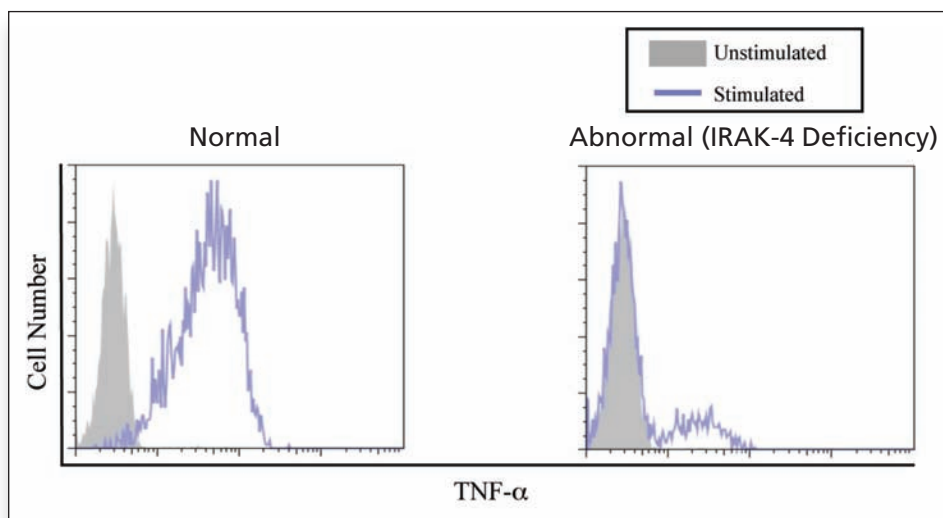 Unstimulated
Stimulated
Normal
Abnormal (IRAK-4 Deficiency)
Cell Number
TNF-α